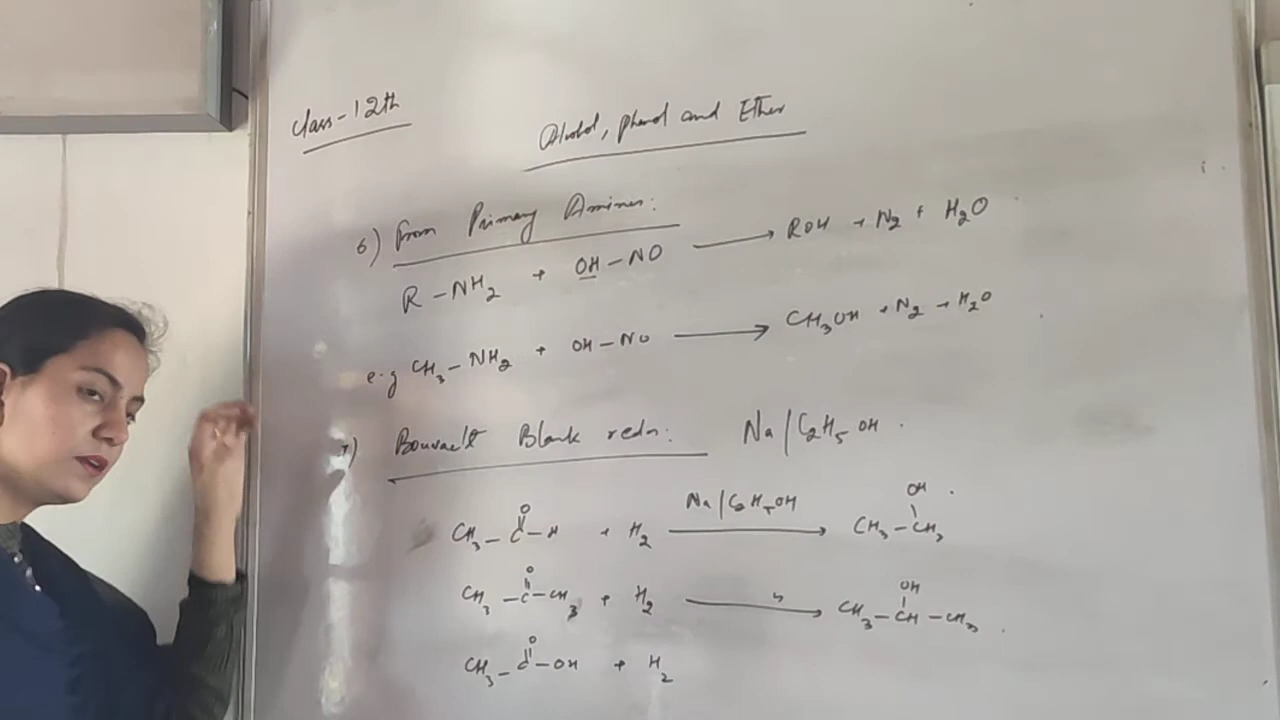 Class-12th
Alcohol, phenol and Ether
6) From Primary Amines:
R-NH2 + OH-NO → ROH + N2 + H2O
e.g CH3-NH2 + OH-NO → CH3OH + N2 + H2O
7) Bouvealt Blank redn: Na/C2H5OH.
O Na/C2H5OH OH
CH3-C-H + H2 → CH3-CH3
O OH
CH3-C-CH3 + H2 → CH3-CH-CH3
O
CH3-C-OH + H2